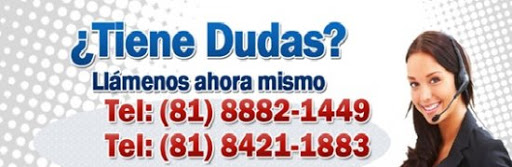 ¿Tiene Dudas?
Llámenos ahora mismo
Tel: (81) 8882-1449
Tel: (81) 8421-1883